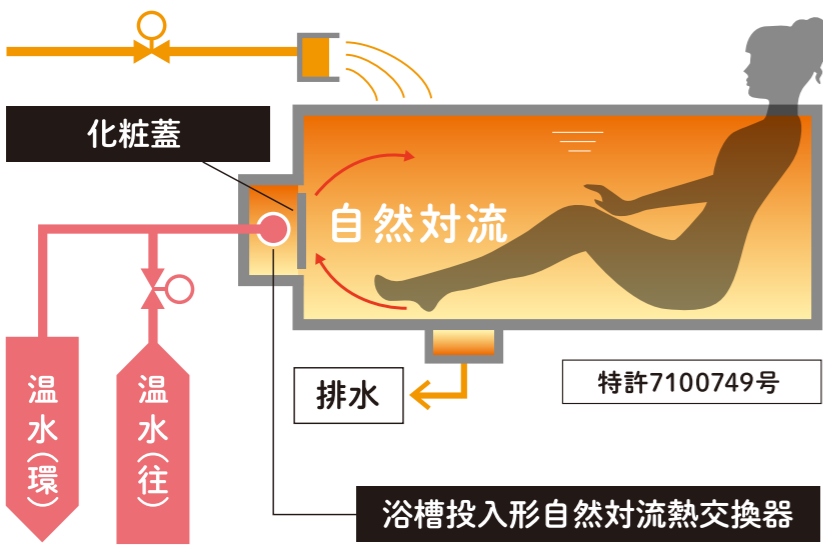 化粧蓋
自然対流
温水(環)
温水(往)
排水
特許7100749号
浴槽投入形自然対流熱交換器